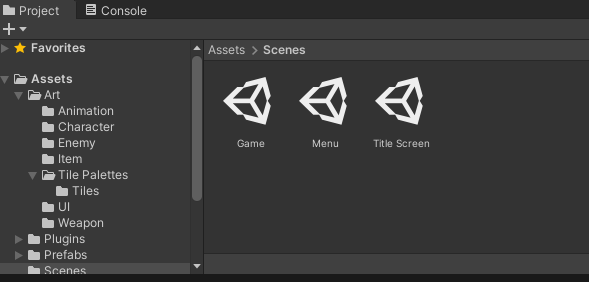 Project
Console
Favorites
Assets
Art
Animation
Character
Enemy
Item
Tile Palettes
Tiles
UI
Weapon
Plugins
Prefabs
Scenes
Assets > Scenes
Game
Menu
Title Screen